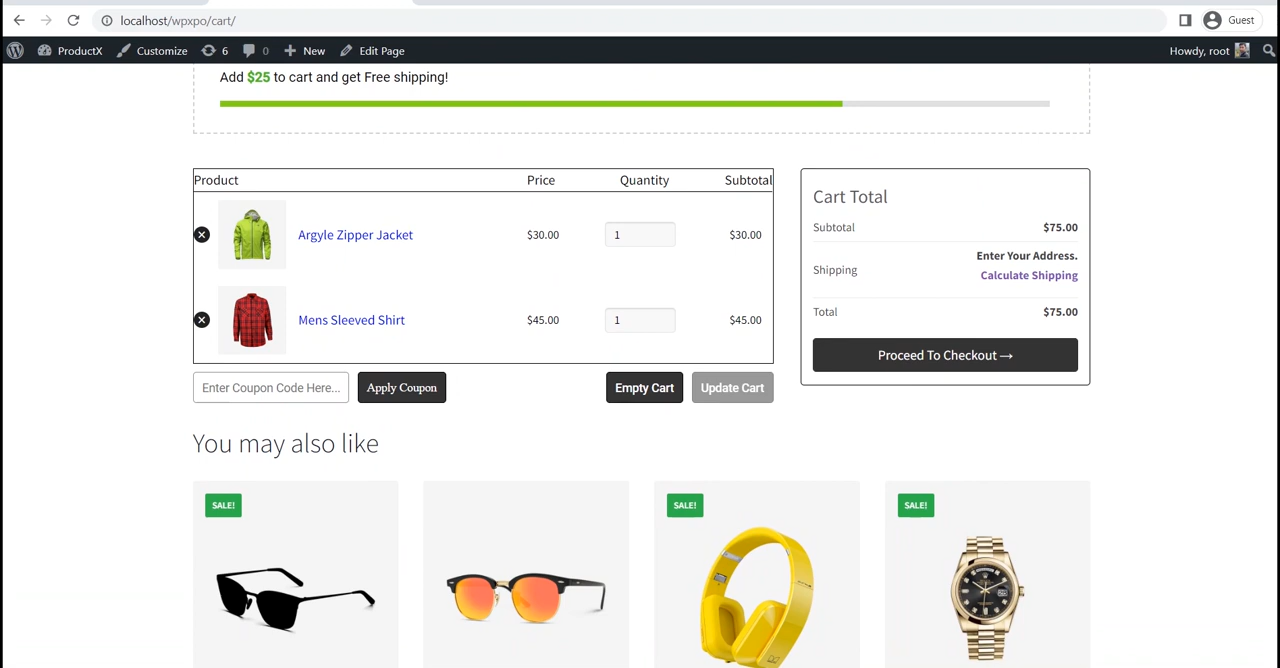 localhost/wpxpo/cart/
Guest
ProductX Customize 6 0 New Edit Page Howdy, root
Add $25 to cart and get Free shipping!
Product Price Quantity Subtotal
Argyle Zipper Jacket $30.00 1 $30.00
Mens Sleeved Shirt $45.00 1 $45.00
Enter Coupon Code Here... Apply Coupon Empty Cart Update Cart
Cart Total
Subtotal $75.00
Shipping Enter Your Address.
Calculate Shipping
Total $75.00
Proceed To Checkout →
You may also like
SALE! SALE! SALE!